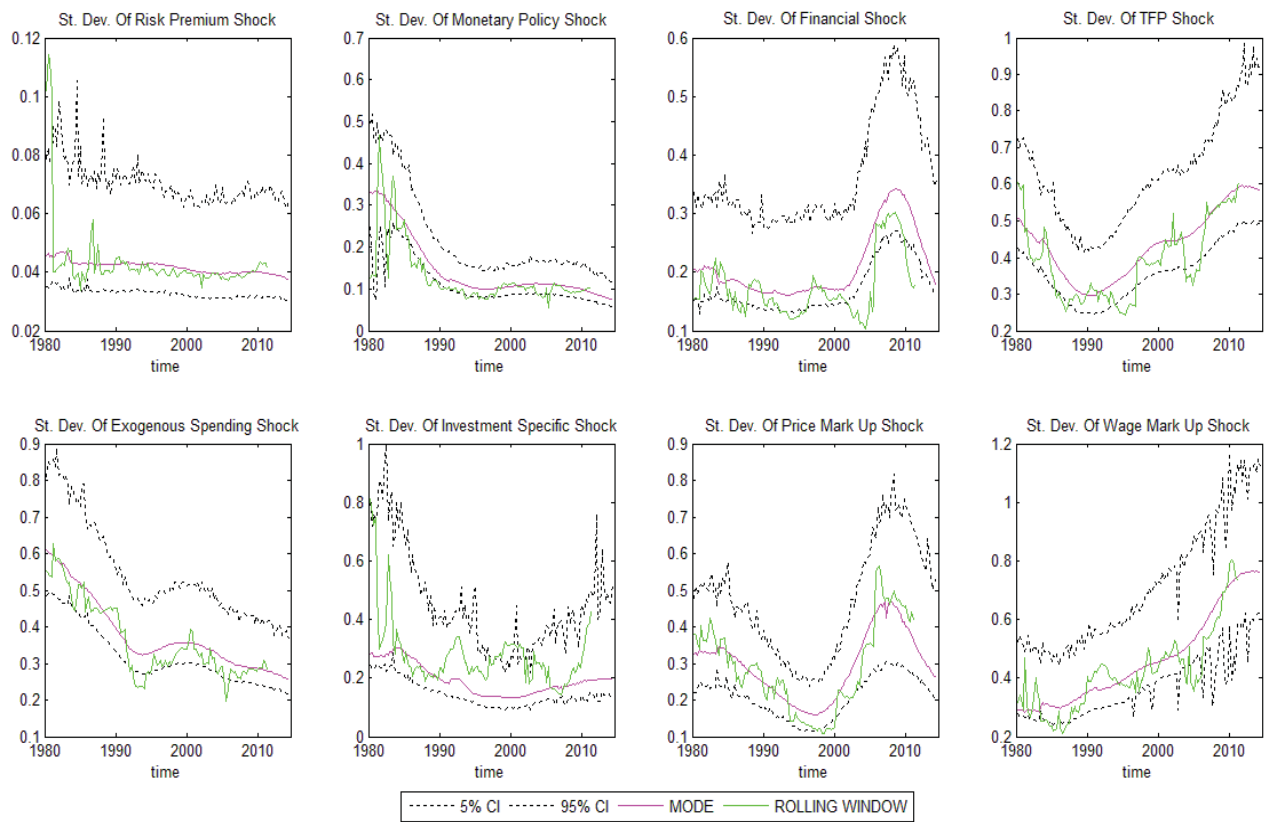 St. Dev. Of Risk Premium Shock
0.12
0.1
0.08
0.06
0.04
0.02
1980 1990 2000 2010
time
St. Dev. Of Monetary Policy Shock
0.7
0.6
0.5
0.4
0.3
0.2
0.1
0
1980 1990 2000 2010
time
St. Dev. Of Financial Shock
0.6
0.5
0.4
0.3
0.2
0.1
1980 1990 2000 2010
time
St. Dev. Of TFP Shock
1
0.9
0.8
0.7
0.6
0.5
0.4
0.3
0.2
1980 1990 2000 2010
time
St. Dev. Of Exogenous Spending Shock
0.9
0.8
0.7
0.6
0.5
0.4
0.3
0.2
0.1
1980 1990 2000 2010
time
St. Dev. Of Investment Specific Shock
1
0.8
0.6
0.4
0.2
0
1980 1990 2000 2010
time
St. Dev. Of Price Mark Up Shock
0.9
0.8
0.7
0.6
0.5
0.4
0.3
0.2
0.1
1980 1990 2000 2010
time
St. Dev. Of Wage Mark Up Shock
1.2
1
0.8
0.6
0.4
0.2
1980 1990 2000 2010
time
5% CI 95% CI MODE ROLLING WINDOW